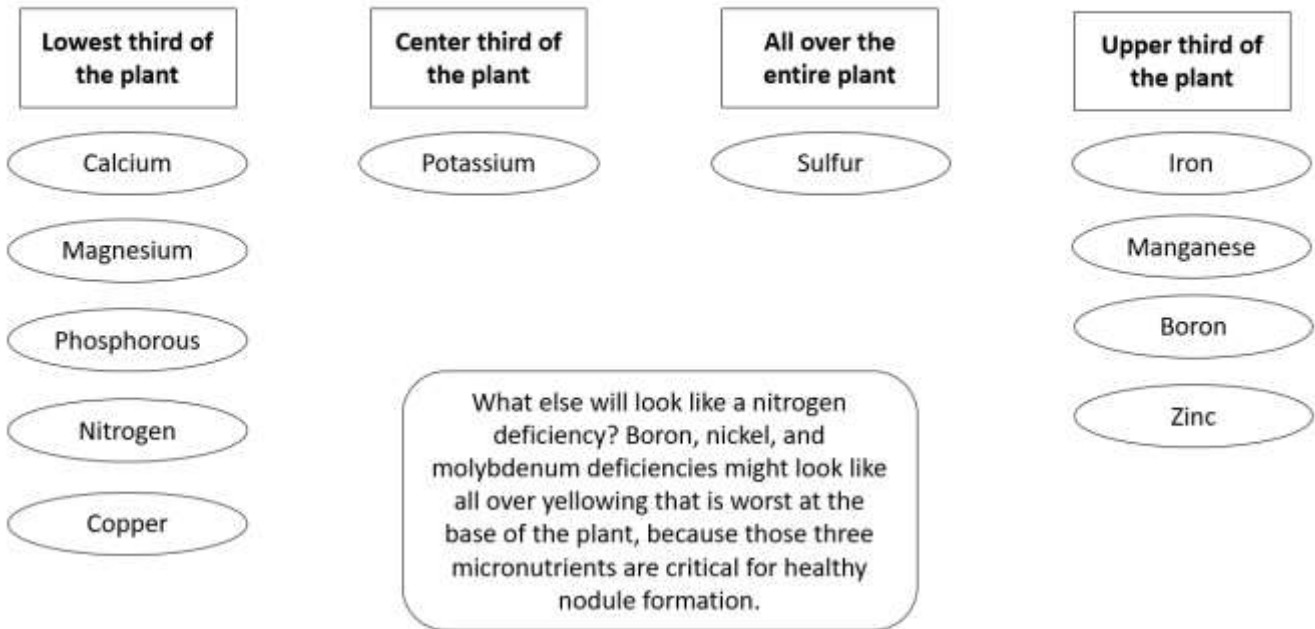 Lowest third of
the plant
Center third of
the plant
All over the
entire plant
Upper third of
the plant
Calcium
Potassium
Sulfur
Iron
Magnesium
Manganese
Phosphorous
Boron
Nitrogen
Zinc
Copper
What else will look like a nitrogen
deficiency? Boron, nickel, and
molybdenum deficiencies might look like
all over yellowing that is worst at the
base of the plant, because those three
micronutrients are critical for healthy
nodule formation.